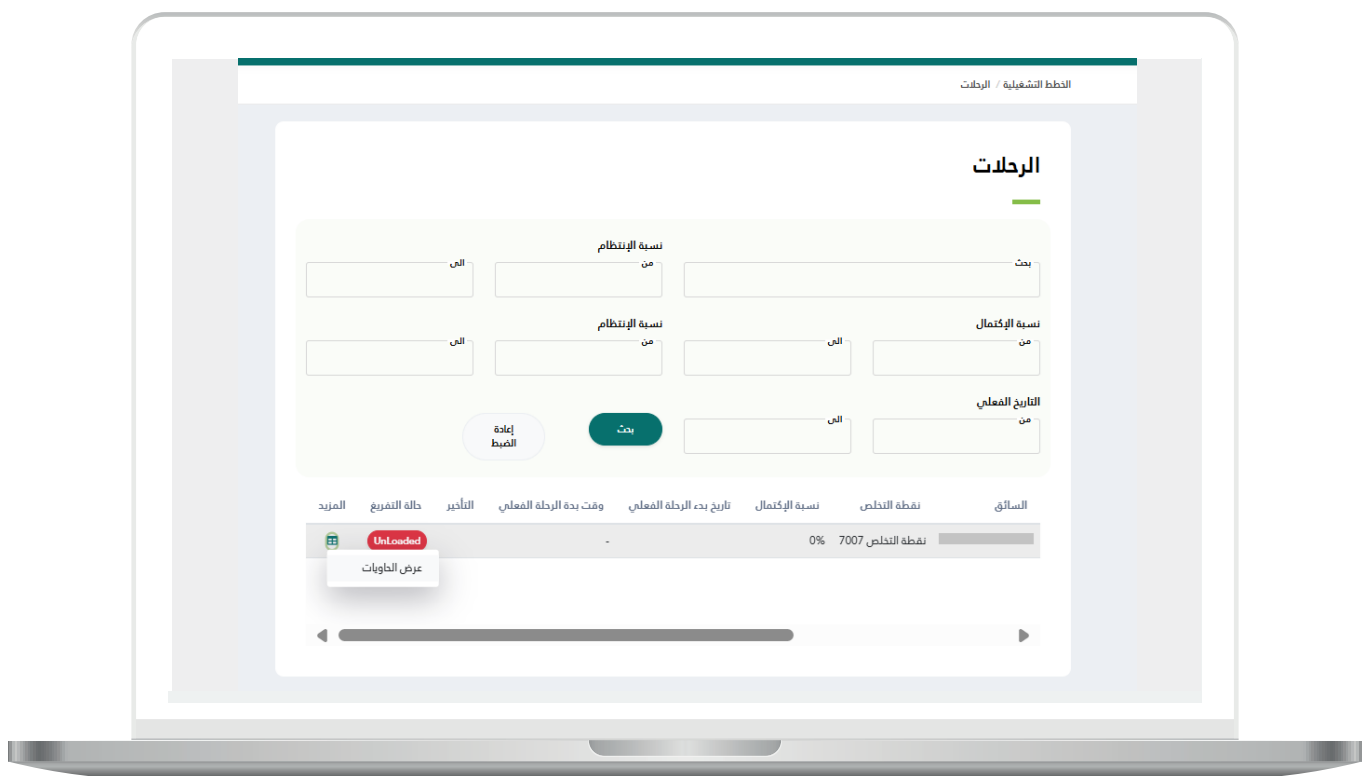 الخطط التشغيلية / الرحلات
الرحلات
نسبة الإنتظام
بحث من الى
نسبة الإكتمال نسبة الإنتظام
من الى من الى
التاريخ الفعلي
من الى
بحث
إعادة
الضبط
السائق نقطة التخلص نسبة الإكتمال تاريخ بدء الرحلة الفعلي وقت بدة الرحلة الفعلي التأخير حالة التفريغ المزيد
نقطة التخلص 7007 0% - UnLoaded
عرض الحاويات